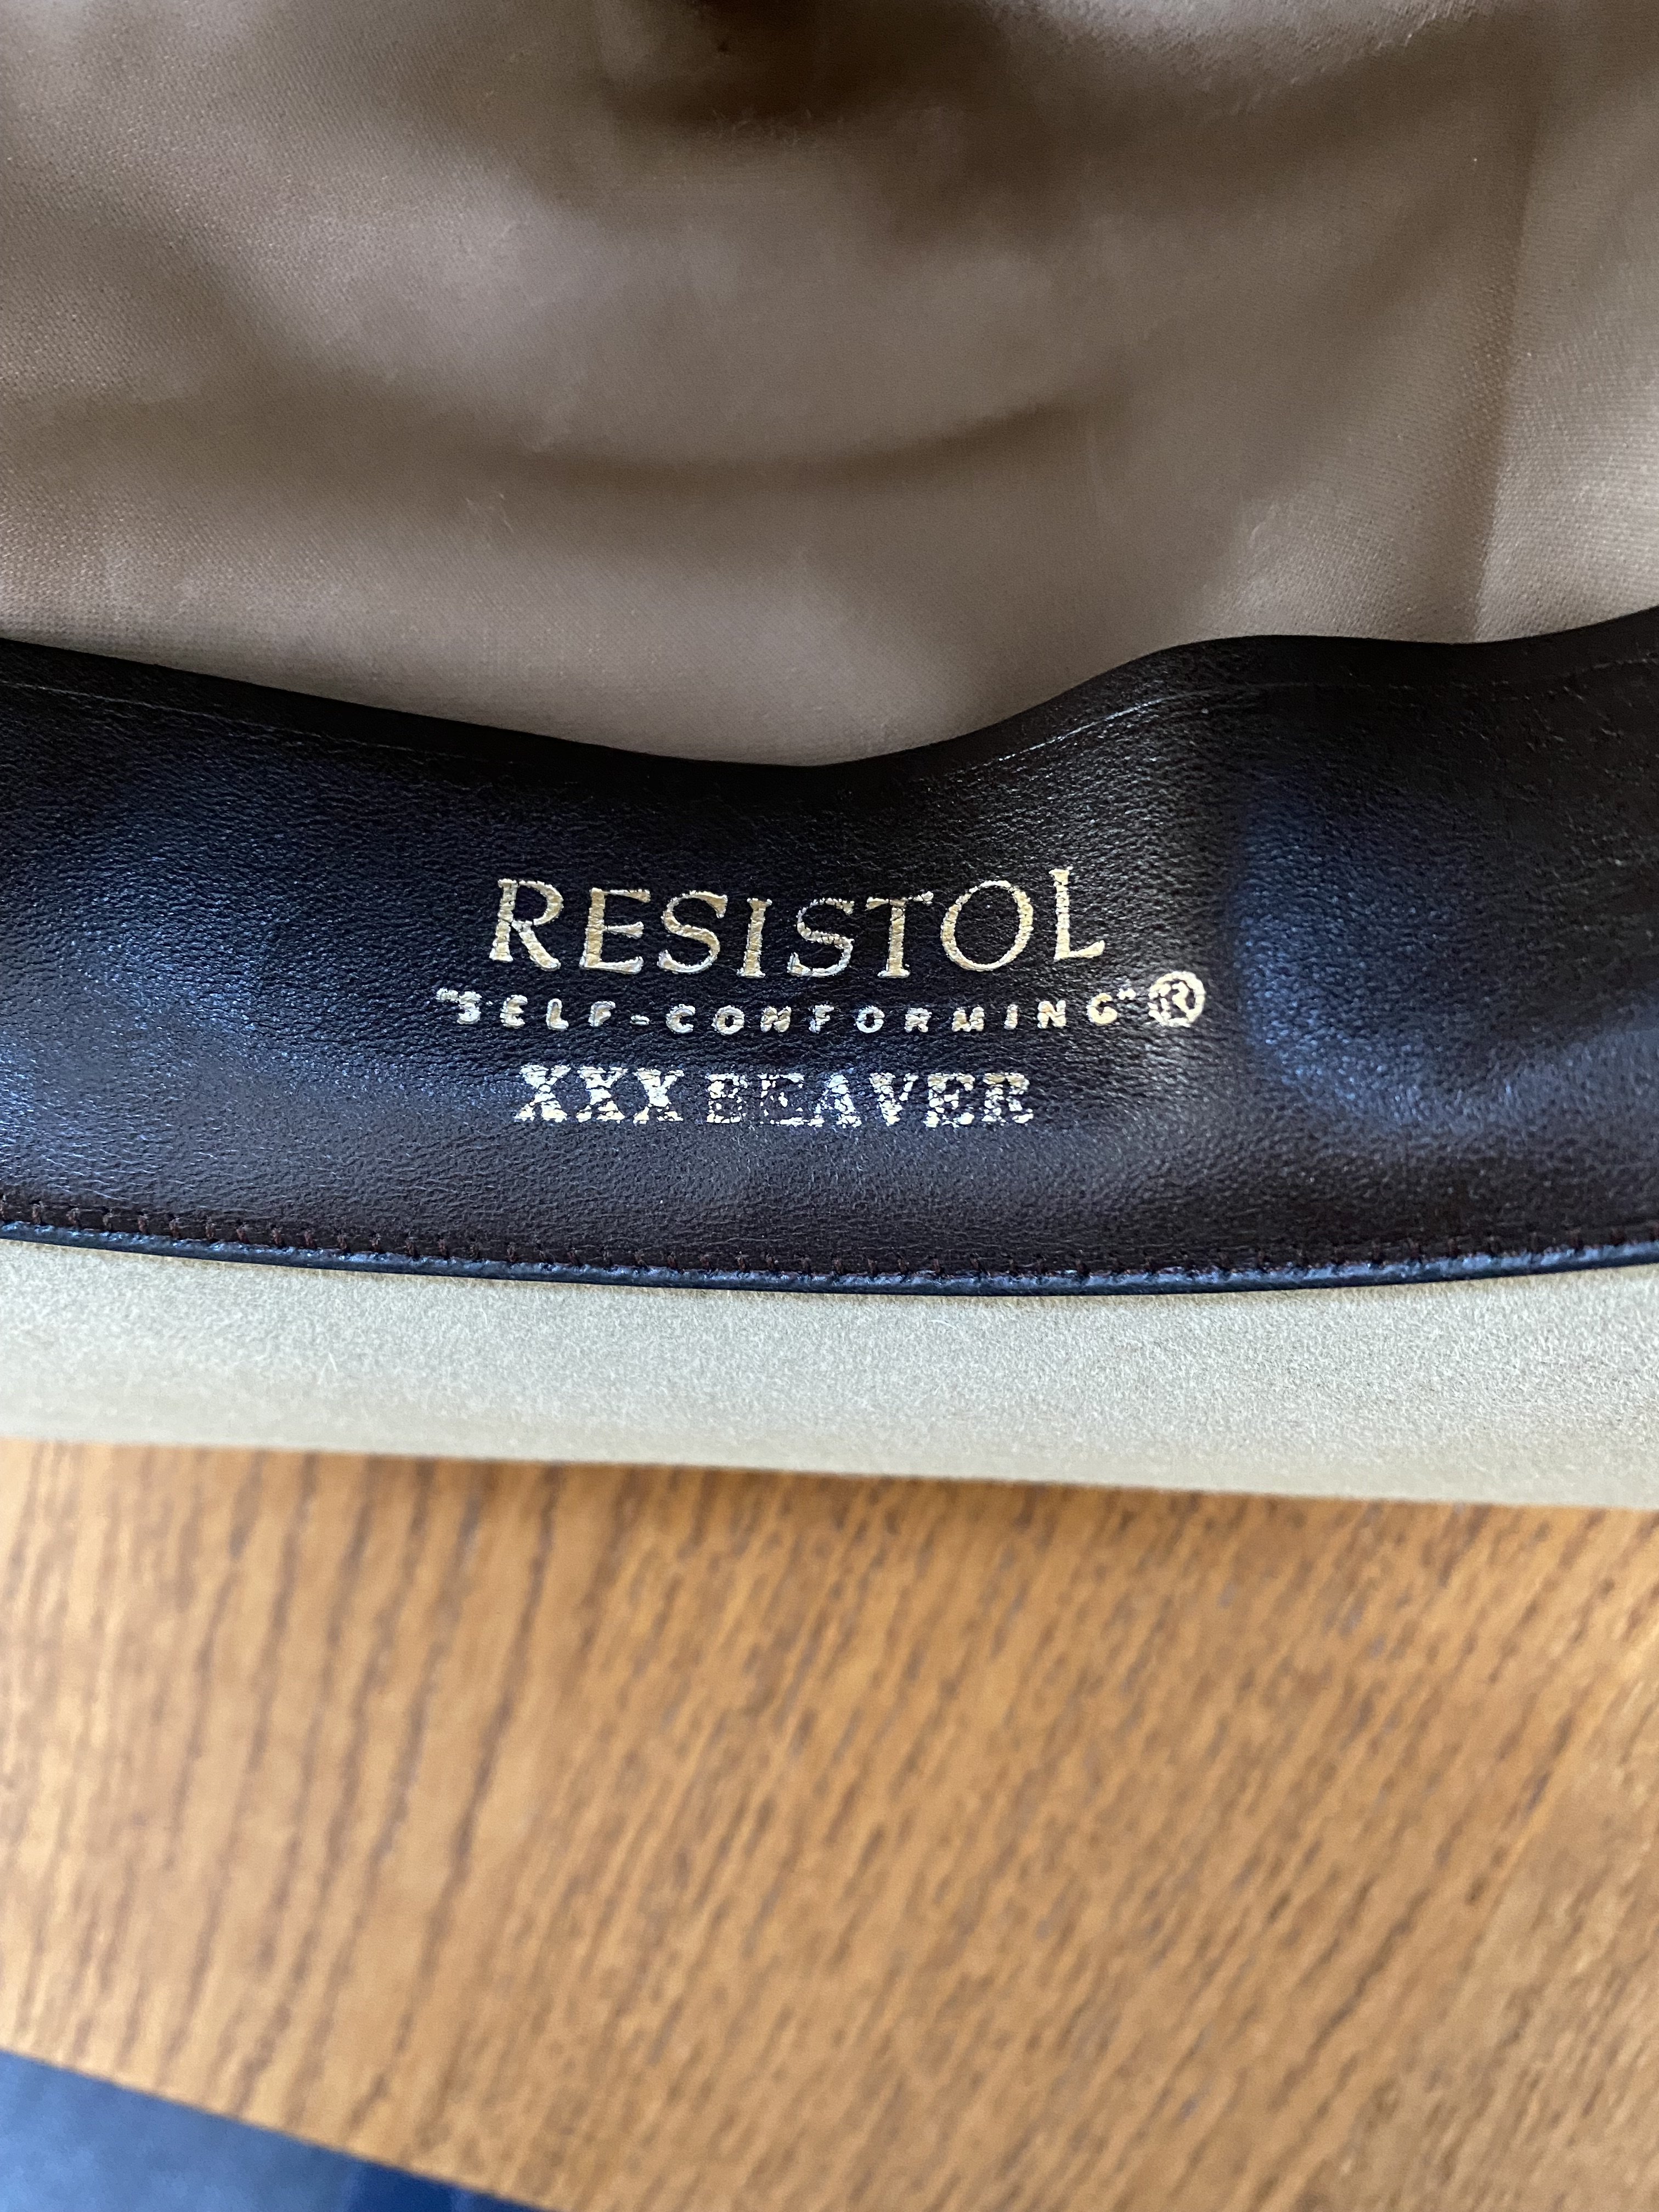 RESISTOL
"SELF-CONFORMING"®
XXX BEAVER